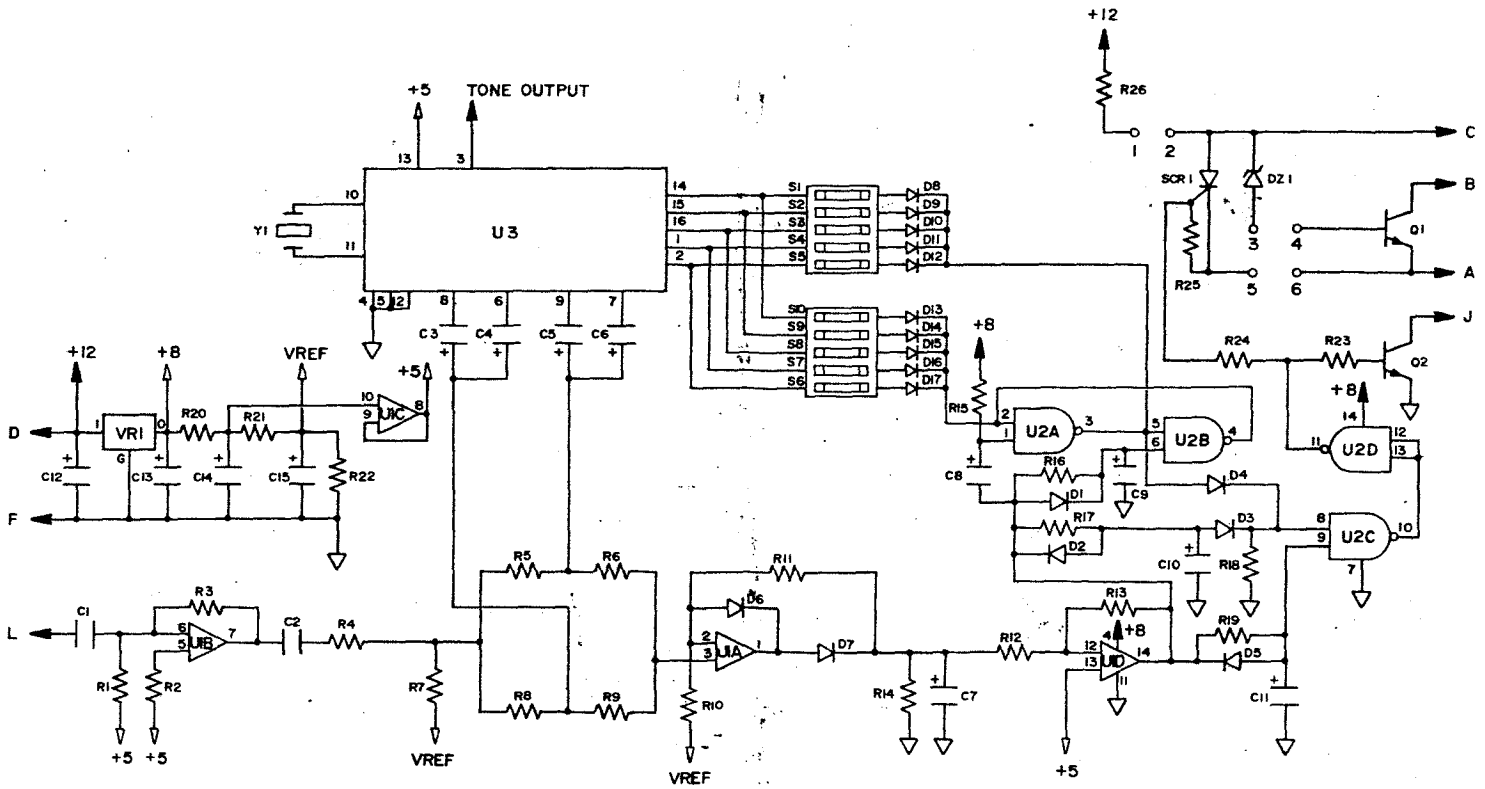 +12
R26
+5
TONE OUTPUT
C
1
2
13
3
SCR1
DZ1
10
14
S1
D8
B
15
S2
D9
16
S3
D10
Y1
U3
1
S4
D11
3
4
Q1
11
2
S5
D12
A
4
5
12
8
6
9
7
R25
5
6
C3
C4
C5
C6
S10
D13
J
S9
D14
+8
+12
+8
VREF
S8
D15
R24
R23
+5
S7
D16
Q2
S6
D17
+8
10
U1C
8
R15
14
9
2
U2A
3
5
U2B
4
12
D
1
VR1
O
R20
R21
1
6
11
U2D
13
G
R16
C12
C13
C14
C15
R22
C8
D1
C9
D4
F
R17
D3
8
U2C
10
D2
9
R5
R6
R11
C10
R18
7
R3
D6
R13
C1
C2
R4
+8
R19
L
6
U1B
7
2
U1A
1
D7
R12
12
4
U1D
14
5
3
13
11
D5
R1
R2
R7
R8
R9
R10
R14
C7
C11
+5
+5
VREF
VREF
+5